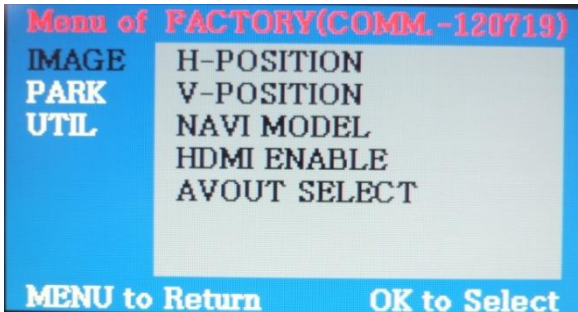 Menu of FACTORY(COMM.-120719)
IMAGE
PARK
UTIL
H-POSITION
V-POSITION
NAVI MODEL
HDMI ENABLE
AVOUT SELECT
MENU to Return
OK to Select